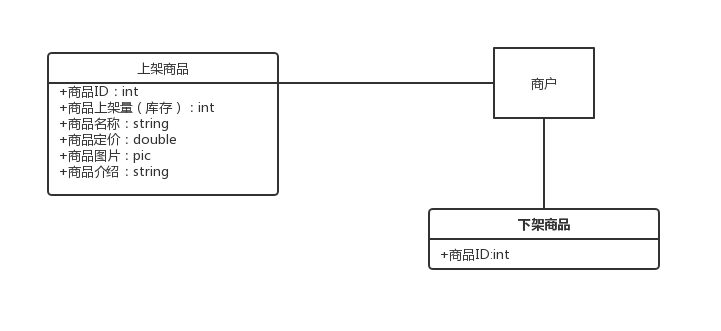 上架商品
+商品ID：int
+商品上架量（库存）：int
+商品名称：string
+商品定价：double
+商品图片：pic
+商品介绍：string
商户
下架商品
+商品ID:int